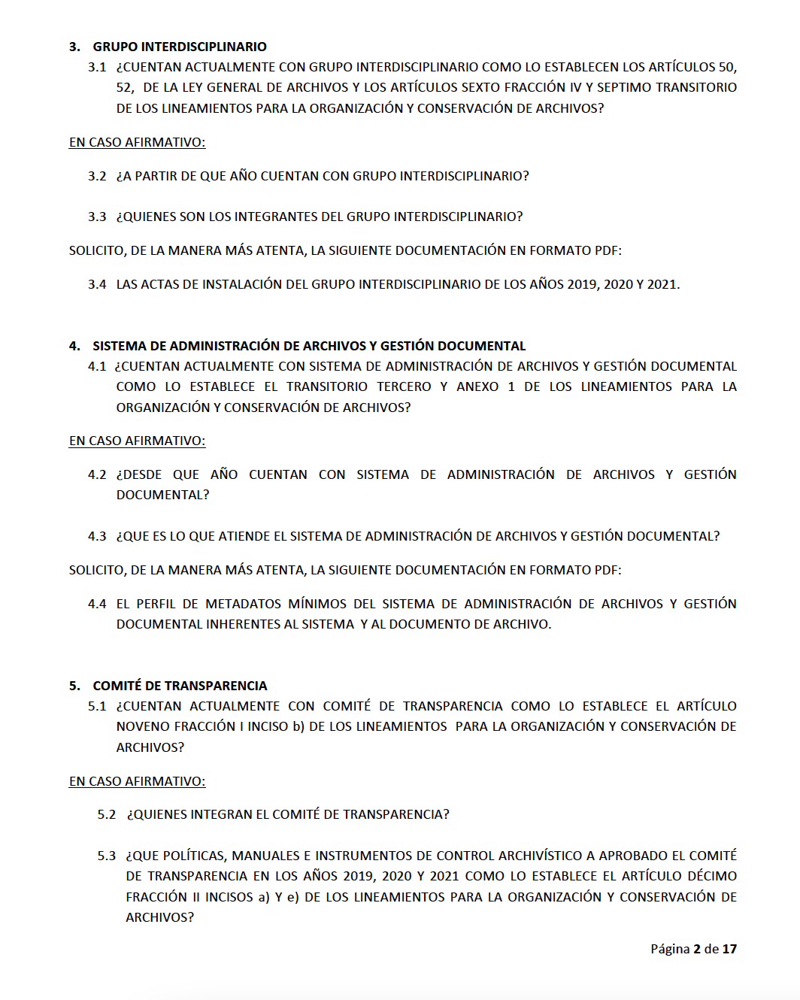 3. GRUPO INTERDISCIPLINARIO
3.1 ¿CUENTAN ACTUALMENTE CON GRUPO INTERDISCIPLINARIO COMO LO ESTABLECEN LOS ARTÍCULOS 50,
52, DE LA LEY GENERAL DE ARCHIVOS Y LOS ARTÍCULOS SEXTO FRACCIÓN IV Y SEPTIMO TRANSITORIO
DE LOS LINEAMIENTOS PARA LA ORGANIZACIÓN Y CONSERVACIÓN DE ARCHIVOS?
EN CASO AFIRMATIVO:
3.2 ¿A PARTIR DE QUE AÑO CUENTAN CON GRUPO INTERDISCIPLINARIO?
3.3 ¿QUIENES SON LOS INTEGRANTES DEL GRUPO INTERDISCIPLINARIO?
SOLICITO, DE LA MANERA MÁS ATENTA, LA SIGUIENTE DOCUMENTACIÓN EN FORMATO PDF:
3.4 LAS ACTAS DE INSTALACIÓN DEL GRUPO INTERDISCIPLINARIO DE LOS AÑOS 2019, 2020 Y 2021.
4. SISTEMA DE ADMINISTRACIÓN DE ARCHIVOS Y GESTIÓN DOCUMENTAL
4.1 ¿CUENTAN ACTUALMENTE CON SISTEMA DE ADMINISTRACIÓN DE ARCHIVOS Y GESTIÓN DOCUMENTAL
COMO LO ESTABLECE EL TRANSITORIO TERCERO Y ANEXO 1 DE LOS LINEAMIENTOS PARA LA
ORGANIZACIÓN Y CONSERVACIÓN DE ARCHIVOS?
EN CASO AFIRMATIVO:
4.2 ¿DESDE QUE AÑO CUENTAN CON SISTEMA DE ADMINISTRACIÓN DE ARCHIVOS Y GESTIÓN
DOCUMENTAL?
4.3 ¿QUE ES LO QUE ATIENDE EL SISTEMA DE ADMINISTRACIÓN DE ARCHIVOS Y GESTIÓN DOCUMENTAL?
SOLICITO, DE LA MANERA MÁS ATENTA, LA SIGUIENTE DOCUMENTACIÓN EN FORMATO PDF:
4.4 EL PERFIL DE METADATOS MÍNIMOS DEL SISTEMA DE ADMINISTRACIÓN DE ARCHIVOS Y GESTIÓN
DOCUMENTAL INHERENTES AL SISTEMA Y AL DOCUMENTO DE ARCHIVO.
5. COMITÉ DE TRANSPARENCIA
5.1 ¿CUENTAN ACTUALMENTE CON COMITÉ DE TRANSPARENCIA COMO LO ESTABLECE EL ARTÍCULO
NOVENO FRACCIÓN I INCISO b) DE LOS LINEAMIENTOS PARA LA ORGANIZACIÓN Y CONSERVACIÓN DE
ARCHIVOS?
EN CASO AFIRMATIVO:
5.2 ¿QUIENES INTEGRAN EL COMITÉ DE TRANSPARENCIA?
5.3 ¿QUE POLÍTICAS, MANUALES E INSTRUMENTOS DE CONTROL ARCHIVÍSTICO A APROBADO EL COMITÉ
DE TRANSPARENCIA EN LOS AÑOS 2019, 2020 Y 2021 COMO LO ESTABLECE EL ARTÍCULO DÉCIMO
FRACCIÓN II INCISOS a) Y e) DE LOS LINEAMIENTOS PARA LA ORGANIZACIÓN Y CONSERVACIÓN DE
ARCHIVOS?
Página 2 de 17